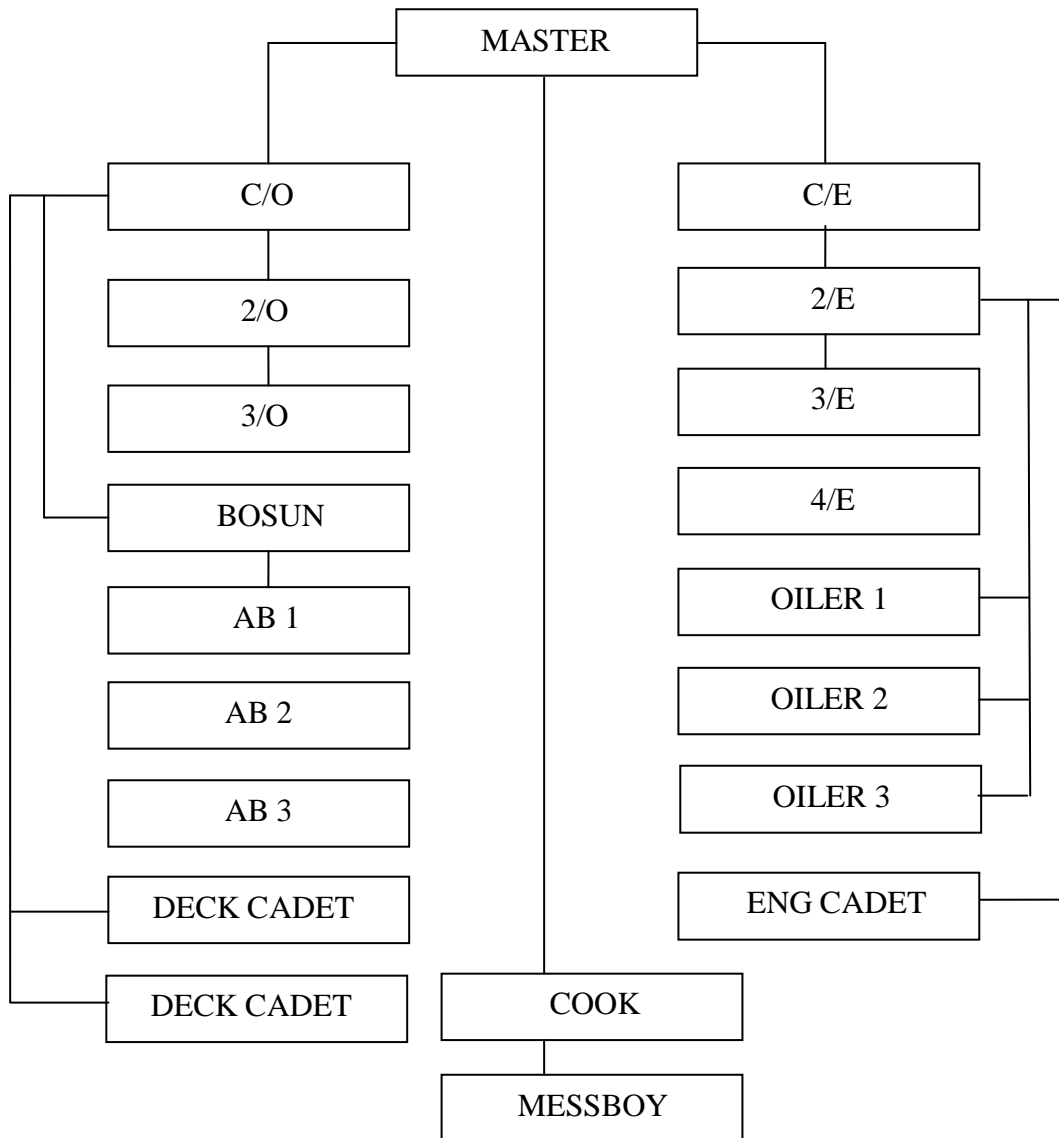 MASTER
C/O
C/E
2/O
2/E
3/O
3/E
BOSUN
4/E
AB 1
OILER 1
AB 2
OILER 2
AB 3
OILER 3
DECK CADET
ENG CADET
DECK CADET
COOK
MESSBOY